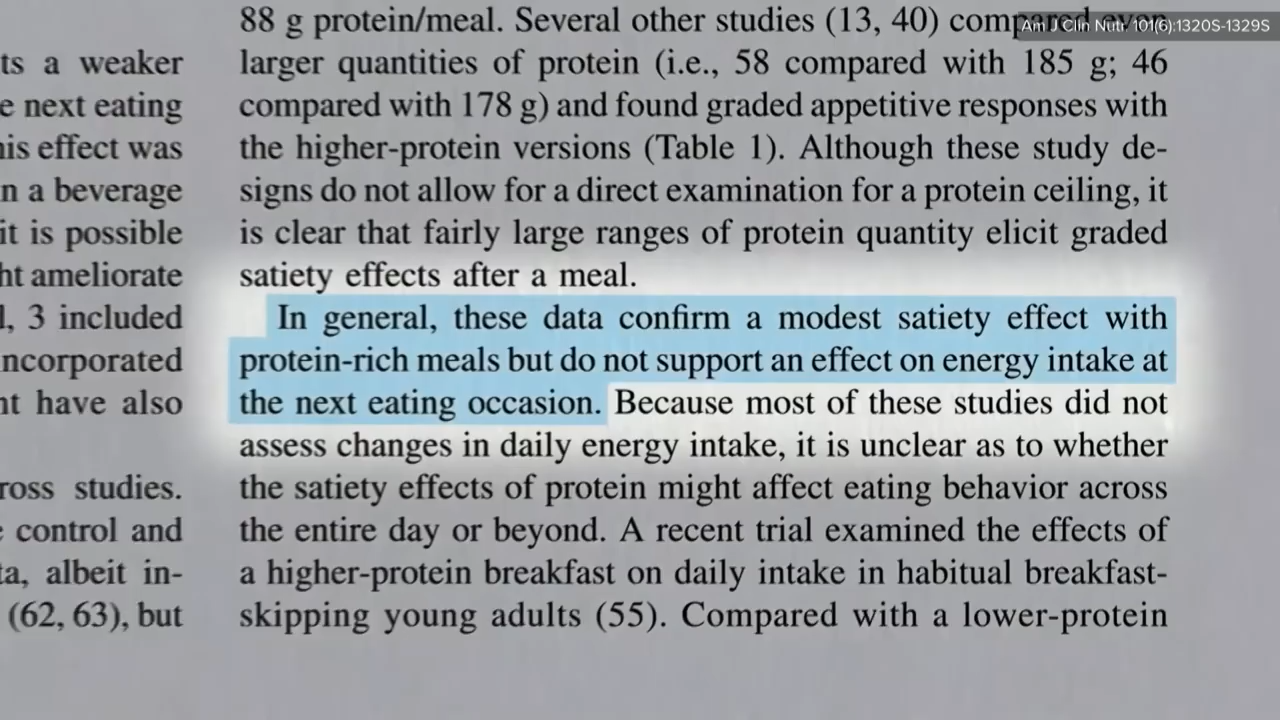 Am J Clin Nutr 101(6):1320S-1329S
ts a weaker
e next eating
is effect was
n a beverage
it is possible
ht ameliorate
l, 3 included
ncorporated
nt have also
ross studies.
control and
ta, albeit in-
(62, 63), but
88 g protein/meal. Several other studies (13, 40) compared even
larger quantities of protein (i.e., 58 compared with 185 g; 46
compared with 178 g) and found graded appetitive responses with
the higher-protein versions (Table 1). Although these study de-
signs do not allow for a direct examination for a protein ceiling, it
is clear that fairly large ranges of protein quantity elicit graded
satiety effects after a meal.
In general, these data confirm a modest satiety effect with
protein-rich meals but do not support an effect on energy intake at
the next eating occasion. Because most of these studies did not
assess changes in daily energy intake, it is unclear as to whether
the satiety effects of protein might affect eating behavior across
the entire day or beyond. A recent trial examined the effects of
a higher-protein breakfast on daily intake in habitual breakfast-
skipping young adults (55). Compared with a lower-protein